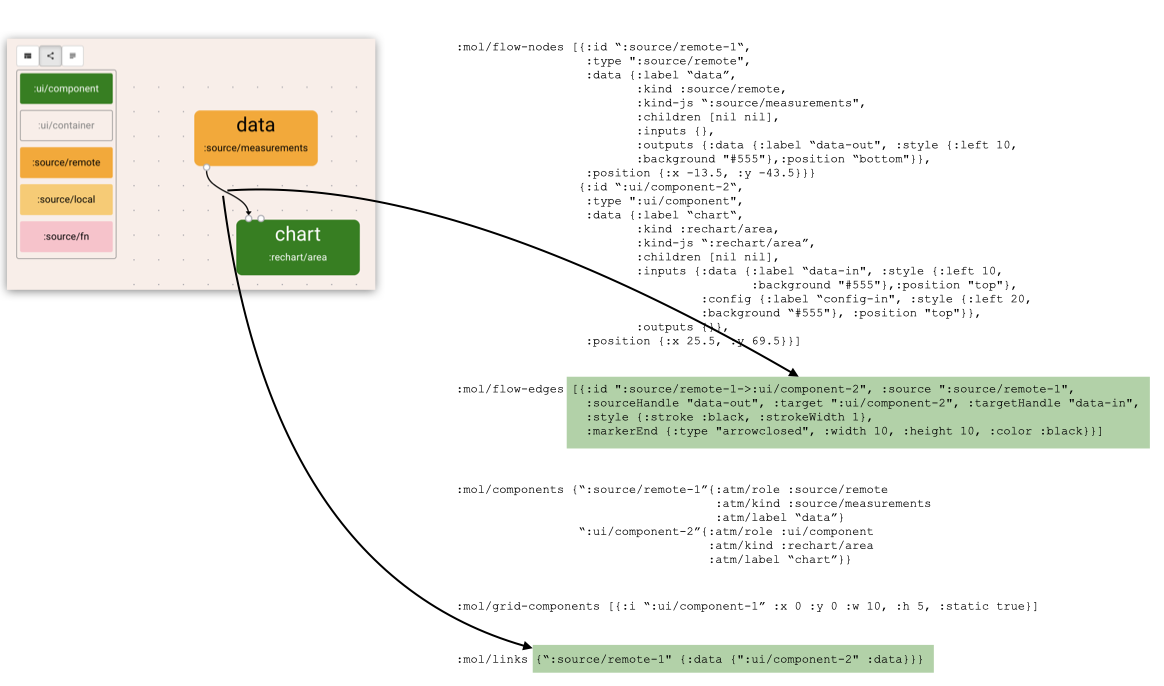 :ui/component
:ui/container
:source/remote
:source/local
:source/fn
data
:source/measurements
chart
:rechart/area
:mol/flow-nodes [{:id “:source/remote-1“,
:type ":source/remote",
:data {:label “data”,
:kind :source/remote,
:kind-js “:source/measurements",
:children [nil nil],
:inputs {},
:outputs {:data {:label “data-out", :style {:left 10,
:background "#555"},:position “bottom"}},
:position {:x -13.5, :y -43.5}}}
{:id “:ui/component-2“,
:type ":ui/component",
:data {:label “chart“,
:kind :rechart/area,
:kind-js “:rechart/area”,
:children [nil nil],
:inputs {:data {:label “data-in", :style {:left 10,
:background "#555"},:position "top"},
:config {:label “config-in", :style {:left 20,
:background “#555"}, :position "top"}},
:outputs {}},
:position {:x 25.5, :y 69.5}}]
:mol/flow-edges [{:id ":source/remote-1->:ui/component-2", :source ":source/remote-1",
:sourceHandle "data-out", :target ":ui/component-2", :targetHandle "data-in",
:style {:stroke :black, :strokeWidth 1},
:markerEnd {:type "arrowclosed", :width 10, :height 10, :color :black}}]
:mol/components {“:source/remote-1”{:atm/role :source/remote
:atm/kind :source/measurements
:atm/label “data”}
“:ui/component-2”{:atm/role :ui/component
:atm/kind :rechart/area
:atm/label “chart”}}
:mol/grid-components [{:i “:ui/component-1” :x 0 :y 0 :w 10, :h 5, :static true}]
:mol/links {“:source/remote-1" {:data {":ui/component-2" :data}}}